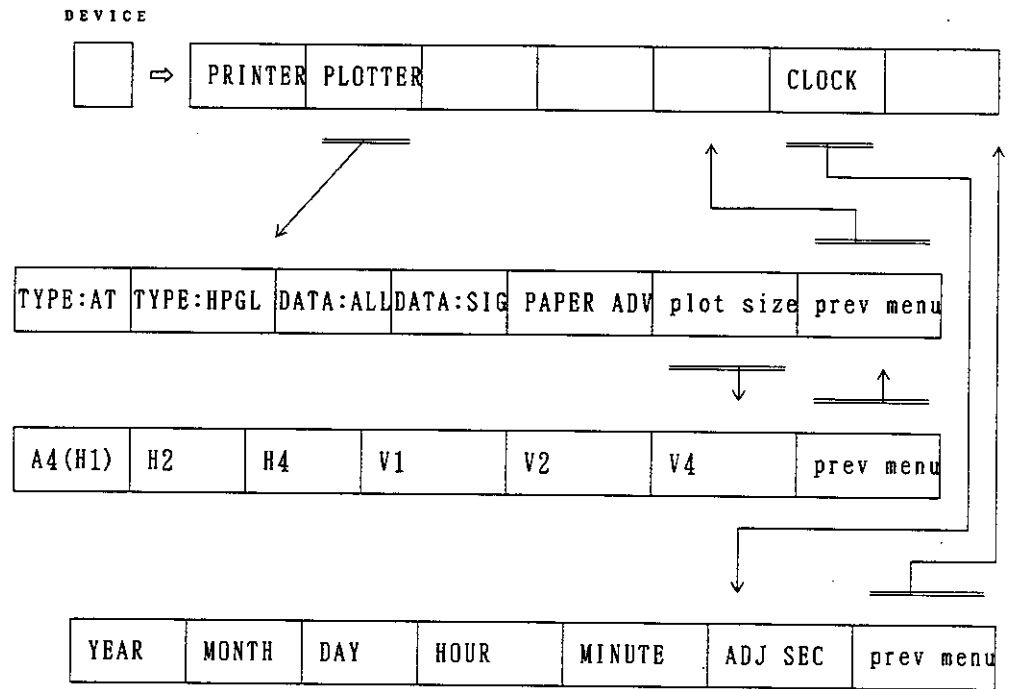 DEVICE
PRINTER PLOTTER CLOCK
TYPE:AT TYPE:HPGL DATA:ALL DATA:SIG PAPER ADV plot size prev menu
A4(H1) H2 H4 V1 V2 V4 prev menu
YEAR MONTH DAY HOUR MINUTE ADJ SEC prev menu